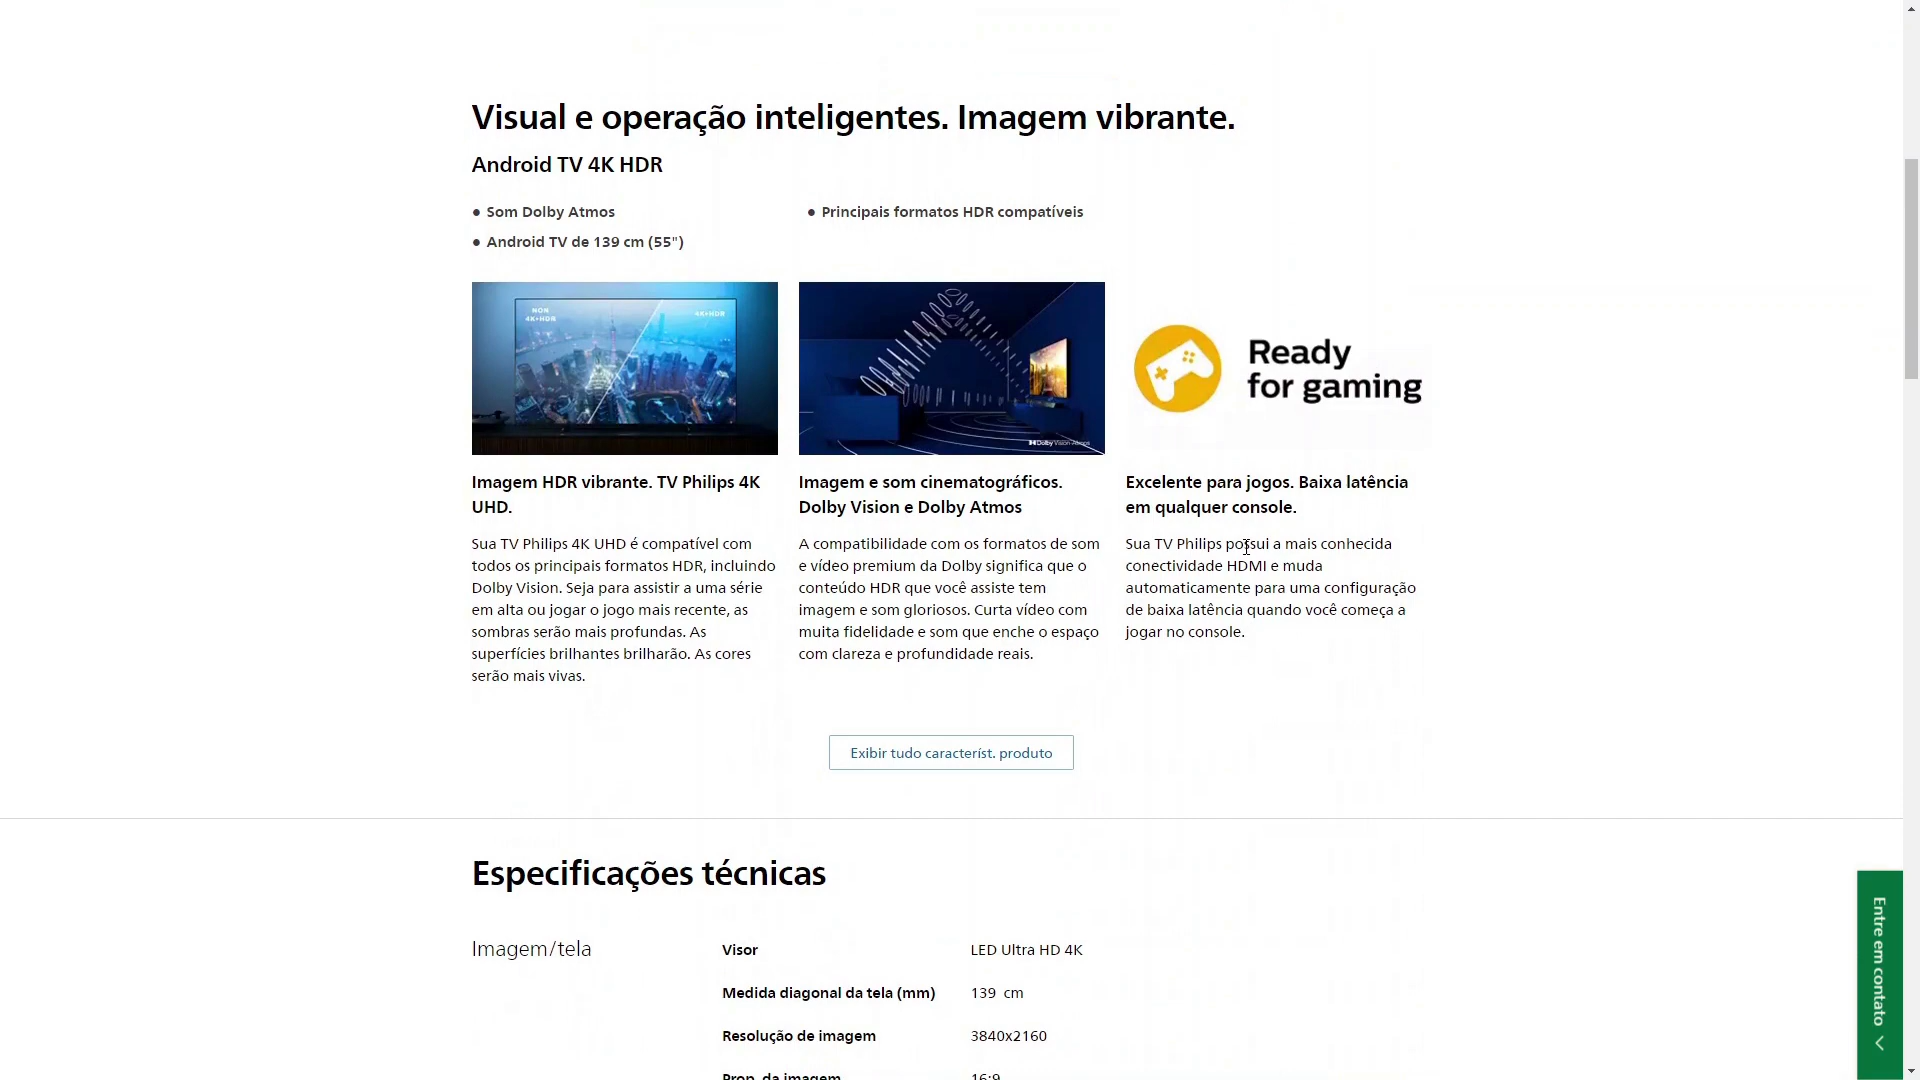 Visual e operação inteligentes. Imagem vibrante.
Android TV 4K HDR
● Som Dolby Atmos
● Principais formatos HDR compatíveis
● Android TV de 139 cm (55")
NON
4K•HDR
4K•HDR
Dolby Vision•Atmos
Ready
for gaming
Imagem HDR vibrante. TV Philips 4K
UHD.
Sua TV Philips 4K UHD é compatível com
todos os principais formatos HDR, incluindo
Dolby Vision. Seja para assistir a uma série
em alta ou jogar o jogo mais recente, as
sombras serão mais profundas. As
superfícies brilhantes brilharão. As cores
serão mais vivas.
Imagem e som cinematográficos.
Dolby Vision e Dolby Atmos
A compatibilidade com os formatos de som
e vídeo premium da Dolby significa que o
conteúdo HDR que você assiste tem
imagem e som gloriosos. Curta vídeo com
muita fidelidade e som que enche o espaço
com clareza e profundidade reais.
Excelente para jogos. Baixa latência
em qualquer console.
Sua TV Philips possui a mais conhecida
conectividade HDMI e muda
automaticamente para uma configuração
de baixa latência quando você começa a
jogar no console.
Exibir tudo característ. produto
Especificações técnicas
Imagem/tela
Visor LED Ultra HD 4K
Medida diagonal da tela (mm) 139 cm
Resolução de imagem 3840x2160
Prop. da imagem 16:9
Entre em contato